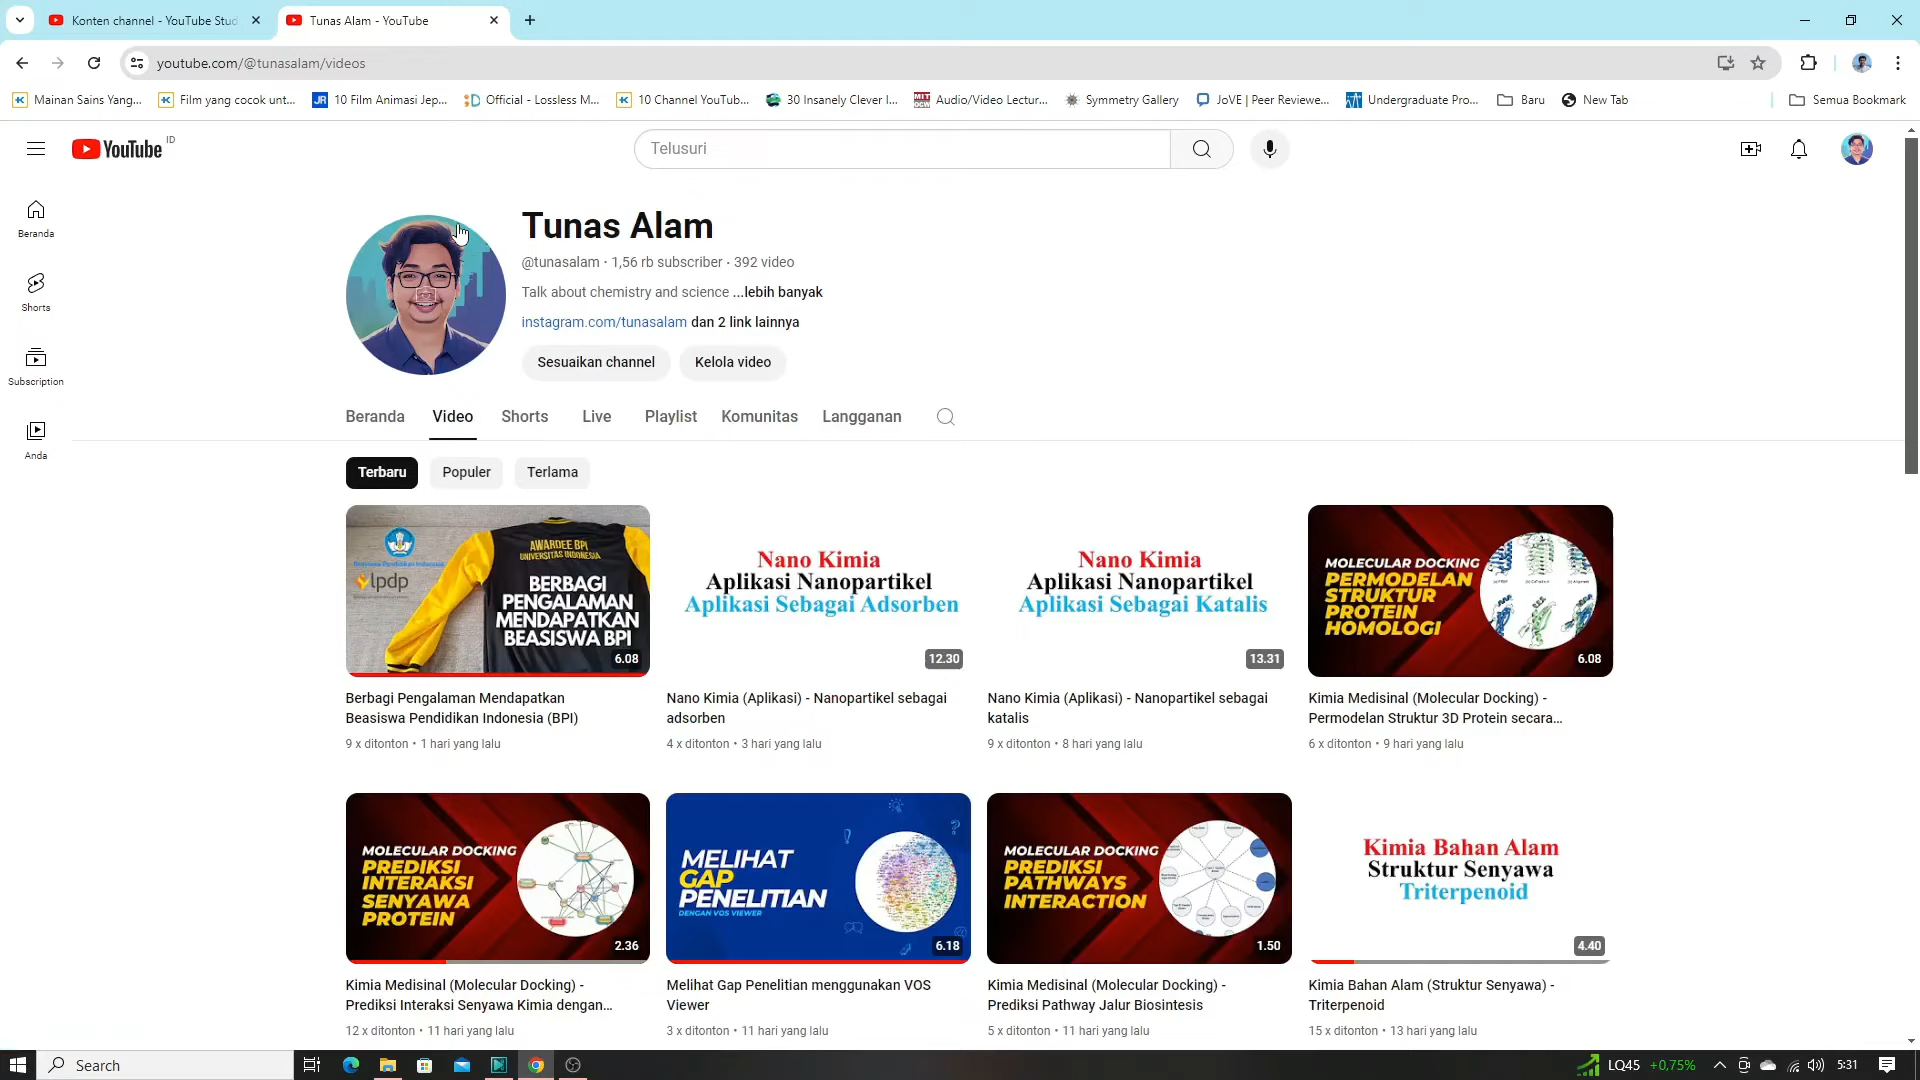 Konten channel - YouTube Stud
Tunas Alam - YouTube
youtube.com/@tunasalam/videos
Mainan Sains Yang...
Film yang cocok unt...
10 Film Animasi Jep...
Official - Lossless M...
10 Channel YouTub...
30 Insanely Clever I...
Audio/Video Lectur...
Symmetry Gallery
JoVE | Peer Reviewe...
Undergraduate Pro...
Baru
New Tab
Semua Bookmark
YouTube ID
Telusuri
Beranda
Shorts
Subscription
Anda
Tunas Alam
@tunasalam · 1,56 rb subscriber · 392 video
Talk about chemistry and science ...lebih banyak
instagram.com/tunasalam dan 2 link lainnya
Sesuaikan channel
Kelola video
Beranda
Video
Shorts
Live
Playlist
Komunitas
Langganan
Terbaru
Populer
Terlama
lpdp
AWARDEE BPI
UNIVERSITAS INDONESIA
BERBAGI
PENGALAMAN
MENDAPATKAN
BEASISWA BPI
6.08
Berbagi Pengalaman Mendapatkan
Beasiswa Pendidikan Indonesia (BPI)
9 x ditonton • 1 hari yang lalu
Nano Kimia
Aplikasi Nanopartikel
Aplikasi Sebagai Adsorben
12.30
Nano Kimia (Aplikasi) - Nanopartikel sebagai
adsorben
4 x ditonton • 3 hari yang lalu
Nano Kimia
Aplikasi Nanopartikel
Aplikasi Sebagai Katalis
13.31
Nano Kimia (Aplikasi) - Nanopartikel sebagai
katalis
9 x ditonton • 8 hari yang lalu
MOLECULAR DOCKING
PERMODELAN
STRUKTUR
PROTEIN
HOMOLOGI
6.08
Kimia Medisinal (Molecular Docking) -
Permodelan Struktur 3D Protein secara...
6 x ditonton • 9 hari yang lalu
MOLECULAR DOCKING
PREDIKSI
INTERAKSI
SENYAWA
PROTEIN
2.36
Kimia Medisinal (Molecular Docking) -
Prediksi Interaksi Senyawa Kimia dengan...
12 x ditonton • 11 hari yang lalu
MELIHAT
GAP
PENELITIAN
DENGAN VOS VIEWER
6.18
Melihat Gap Penelitian menggunakan VOS
Viewer
3 x ditonton • 11 hari yang lalu
MOLECULAR DOCKING
PREDIKSI
PATHWAYS
INTERACTION
1.50
Kimia Medisinal (Molecular Docking) -
Prediksi Pathway Jalur Biosintesis
5 x ditonton • 11 hari yang lalu
Kimia Bahan Alam
Struktur Senyawa
Triterpenoid
4.40
Kimia Bahan Alam (Struktur Senyawa) -
Triterpenoid
15 x ditonton • 13 hari yang lalu
Search
LQ45 +0,75%
5:31